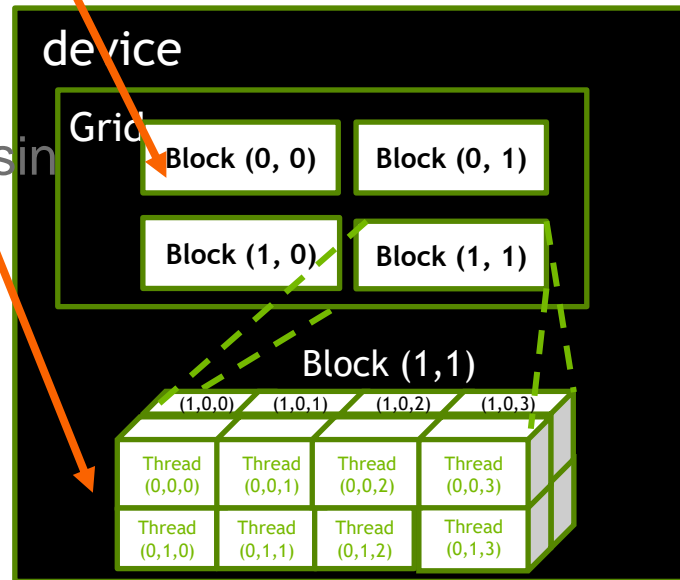 device
Grid
sin
Block (0, 0) Block (0, 1)
Block (1, 0) Block (1, 1)
Block (1,1)
(1,0,0) (1,0,1) (1,0,2) (1,0,3)
Thread Thread Thread Thread
(0,0,0) (0,0,1) (0,0,2) (0,0,3)
Thread Thread Thread Thread
(0,1,0) (0,1,1) (0,1,2) (0,1,3)